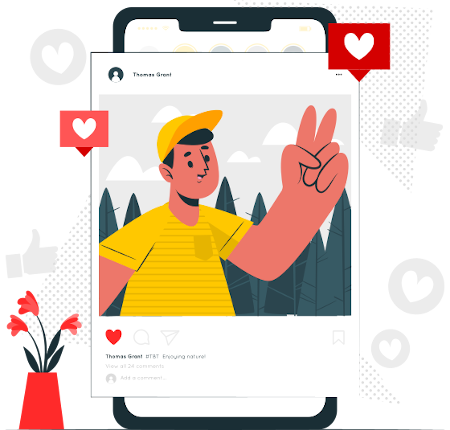 Thomas Grant
Thomas Grant #TBT Enjoying nature!
View all 24 comments
Add a comment...